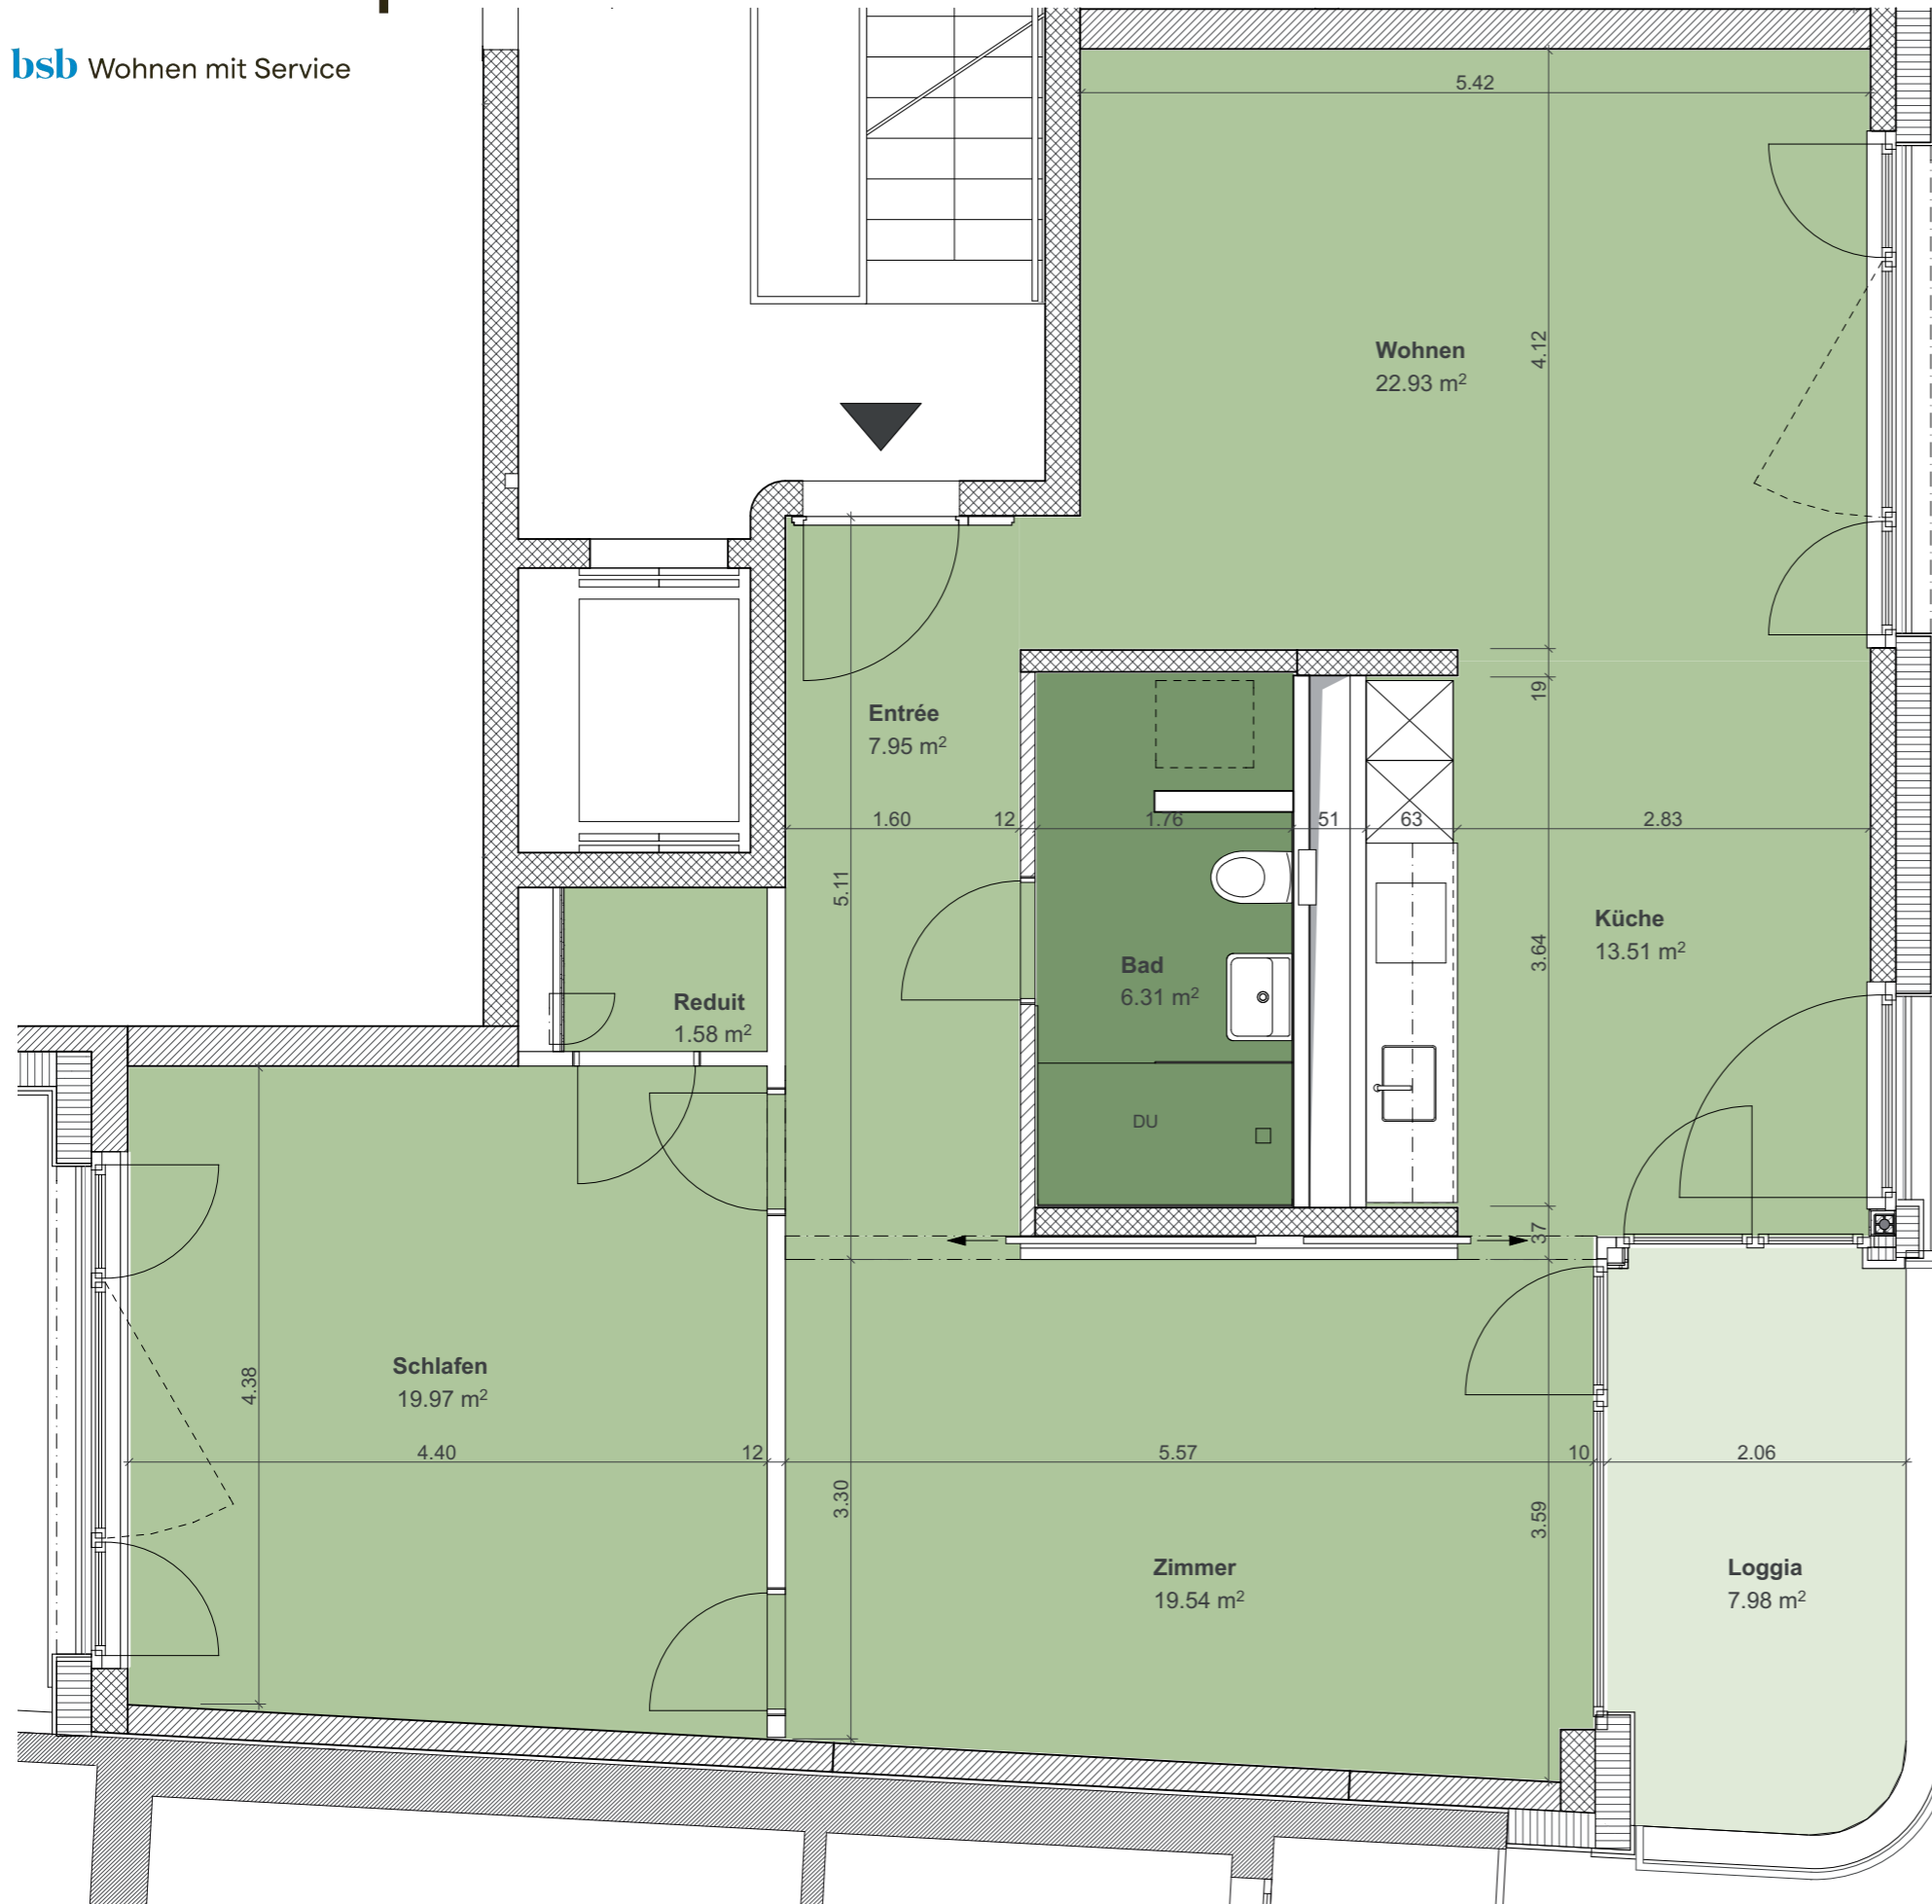 bsb Wohnen mit Service
5.42
4.12
Wohnen
22.93 m²
19
Entrée
7.95 m²
1.60
12
1.76
51
63
2.83
5.11
Küche
13.51 m²
3.64
Bad
6.31 m²
Reduit
1.58 m²
DU
37
Schlafen
19.97 m²
4.38
4.40
12
5.57
10
2.06
3.30
3.59
Zimmer
19.54 m²
Loggia
7.98 m²